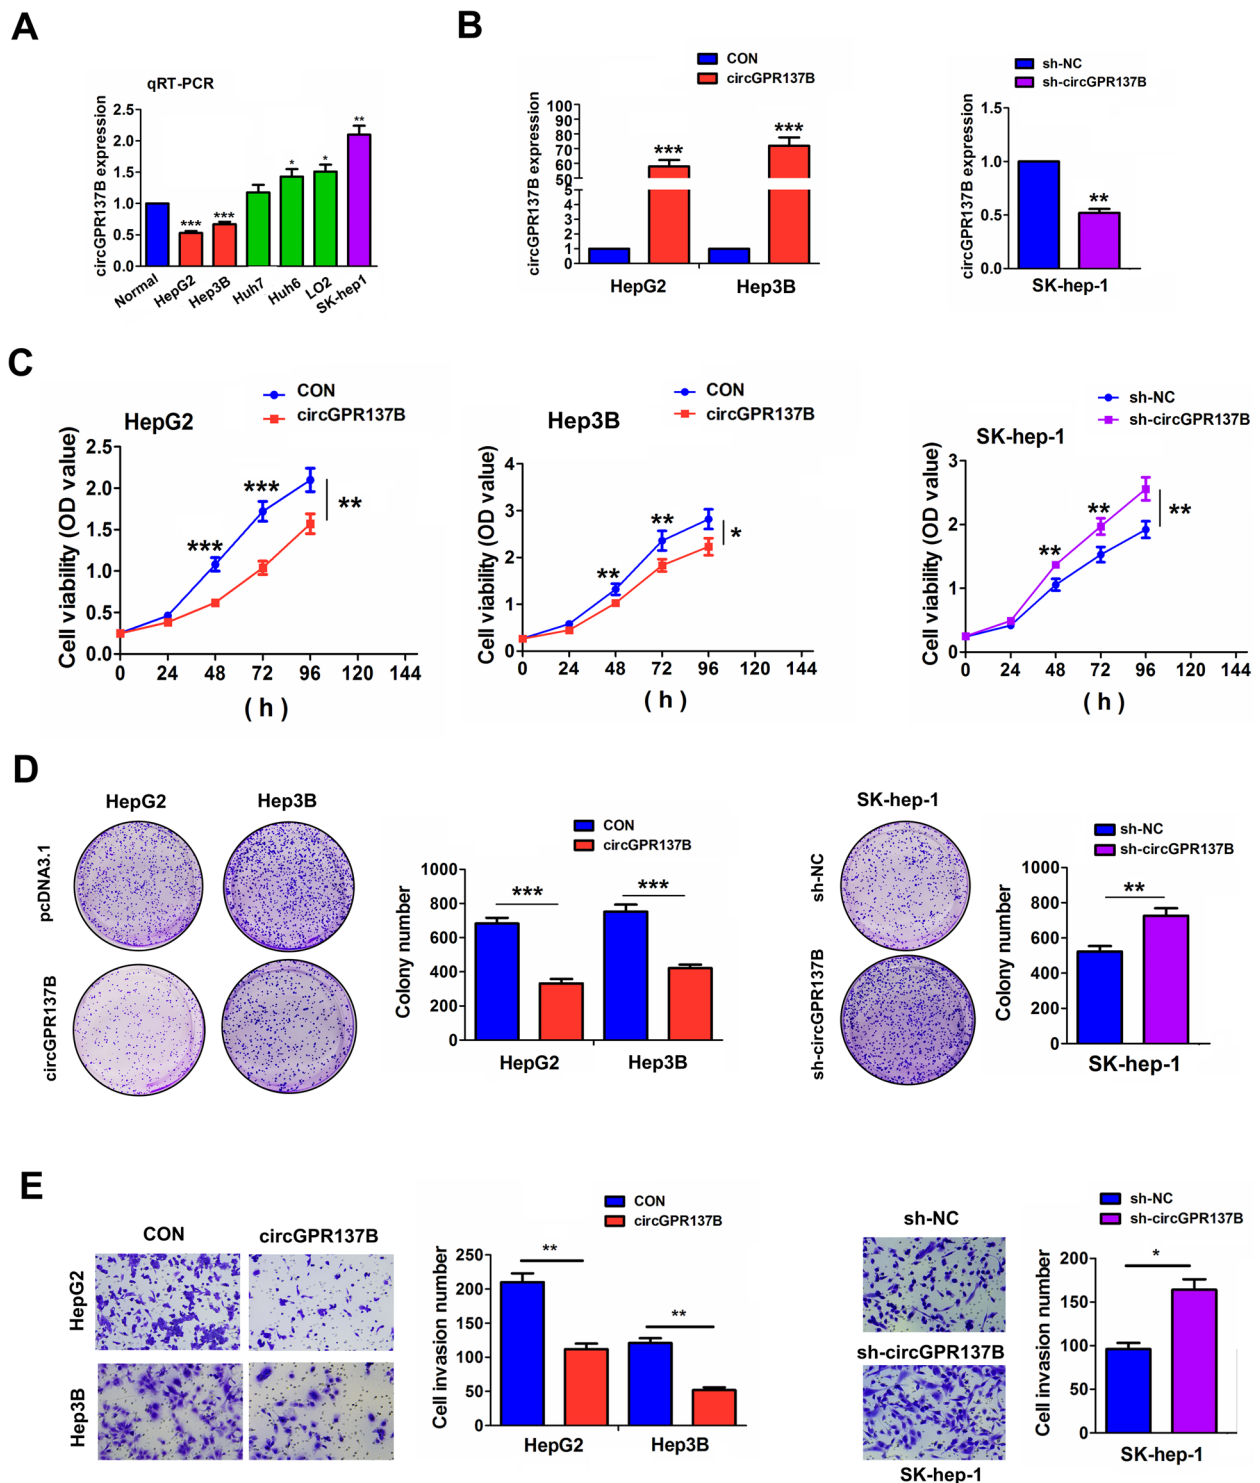 A
qRT-PCR
circGPR137B expression
2.5
2.0
1.5
1.0
0.5
0.0
***
***
*
*
**
Normal
HepG2
Hep3B
Huh7
Huh6
LO2
SK-hep1
B
CON
circGPR137B
circGPR137B expression
100
90
80
70
60
50
5
4
3
2
1
0
***
***
HepG2
Hep3B
sh-NC
sh-circGPR137B
circGPR137B expression
1.5
1.0
0.5
0.0
**
SK-hep-1
C
HepG2
CON
circGPR137B
Cell viability (OD value)
2.5
2.0
1.5
1.0
0.5
0.0
***
***
**
0 24 48 72 96 120 144
( h )
Hep3B
CON
circGPR137B
Cell viability (OD value)
4
3
2
1
0
**
**
*
0 24 48 72 96 120 144
( h )
SK-hep-1
sh-NC
sh-circGPR137B
Cell viability (OD value)
3
2
1
0
**
**
**
0 24 48 72 96 120 144
( h )
D
HepG2
Hep3B
pcDNA3.1
circGPR137B
CON
circGPR137B
Colony number
1000
800
600
400
200
0
***
***
HepG2
Hep3B
SK-hep-1
sh-NC
sh-circGPR137B
sh-NC
sh-circGPR137B
Colony number
1000
800
600
400
200
0
**
SK-hep-1
E
CON
circGPR137B
HepG2
Hep3B
CON
circGPR137B
Cell invasion number
250
200
150
100
50
0
**
**
HepG2
Hep3B
sh-NC
sh-circGPR137B
SK-hep-1
sh-NC
sh-circGPR137B
Cell invasion number
200
150
100
50
0
*
SK-hep-1